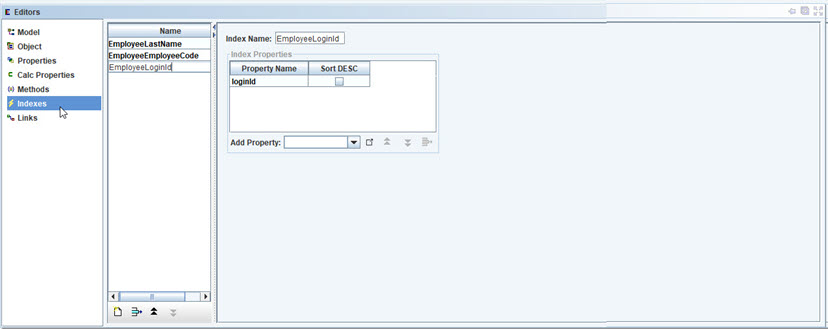 Editors
Model
Object
Properties
Calc Properties
Methods
Indexes
Links
Name
EmployeeLastName
EmployeeEmployeeCode
EmployeeLoginId
Index Name: EmployeeLoginId
Index Properties
Property Name Sort DESC
loginId
Add Property: